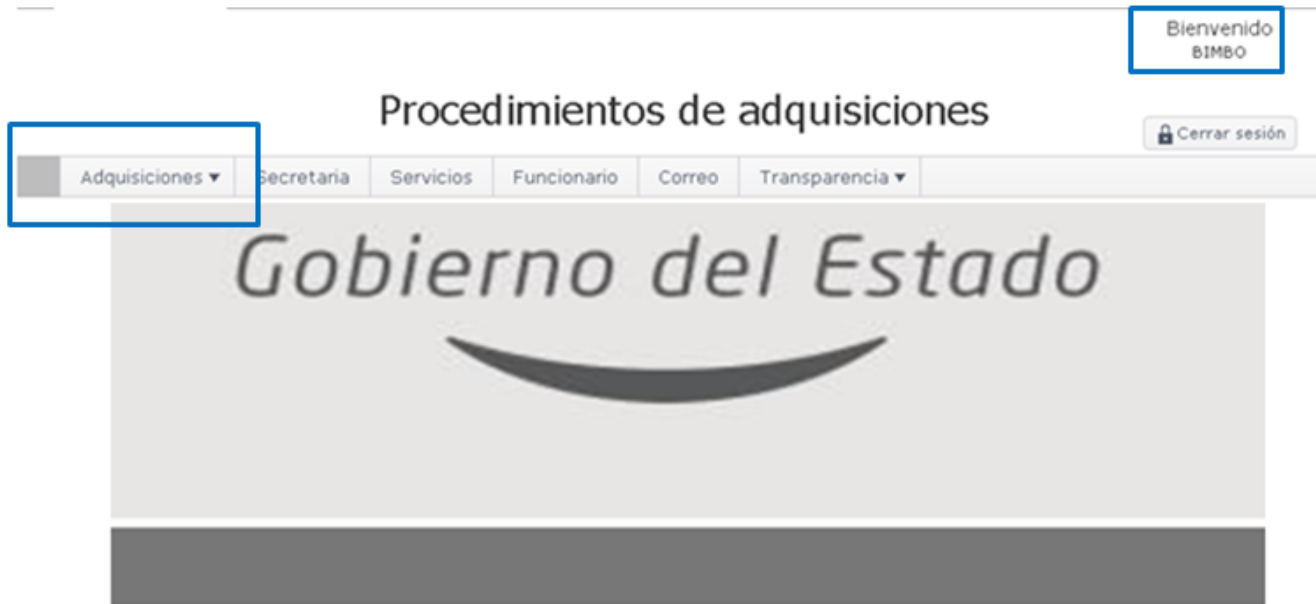 Bienvenido
BIMBO
Procedimientos de adquisiciones
Cerrar sesión
Adquisiciones ▼ Secretaria Servicios Funcionario Correo Transparencia ▼
Gobierno del Estado